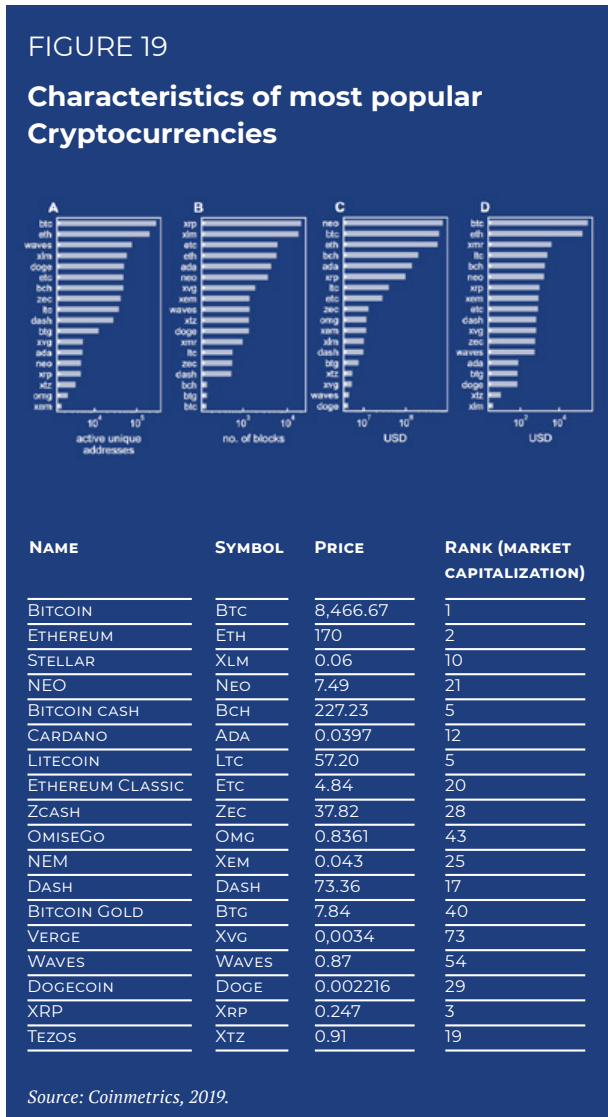 FIGURE 19
Characteristics of most popular
Cryptocurrencies
A
btc
eth
waves
xlm
doge
etc
bch
zec
ltc
dash
btg
xvg
ada
neo
xrp
xtz
omg
xem
10⁴ 10⁵
active unique
addresses
B
xrp
xlm
etc
eth
ada
neo
xvg
xem
waves
xtz
doge
xmr
ltc
zec
dash
bch
btg
btc
10³ 10⁴
no. of blocks
C
neo
btc
eth
bch
ada
xrp
ltc
etc
zec
omg
xem
xlm
dash
btg
xtz
xvg
waves
doge
10⁷
USD
D
btc
eth
xmr
ltc
bch
neo
xrp
xem
etc
dash
xvg
zec
waves
ada
btg
doge
xtz
xlm
10² 10⁴
USD
Name Symbol Price Rank (market
capitalization)
Bitcoin Btc 8,466.67 1
Ethereum Eth 170 2
Stellar Xlm 0.06 10
NEO Neo 7.49 21
Bitcoin cash Bch 227.23 5
Cardano Ada 0.0397 12
Litecoin Ltc 57.20 5
Ethereum Classic Etc 4.84 20
Zcash Zec 37.82 28
OmiseGo Omg 0.8361 43
NEM Xem 0.043 25
Dash Dash 73.36 17
Bitcoin Gold Btg 7.84 40
Verge Xvg 0,0034 73
Waves Waves 0.87 54
Dogecoin Doge 0.002216 29
XRP Xrp 0.247 3
Tezos Xtz 0.91 19
Source: Coinmetrics, 2019.